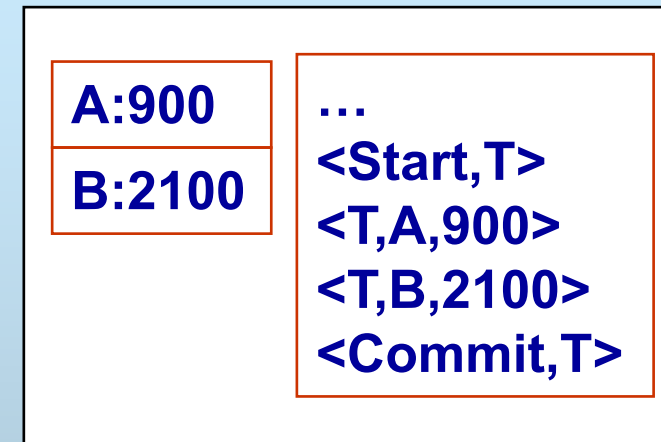 A:900
B:2100
…
<Start,T>
<T,A,900>
<T,B,2100>
<Commit,T>